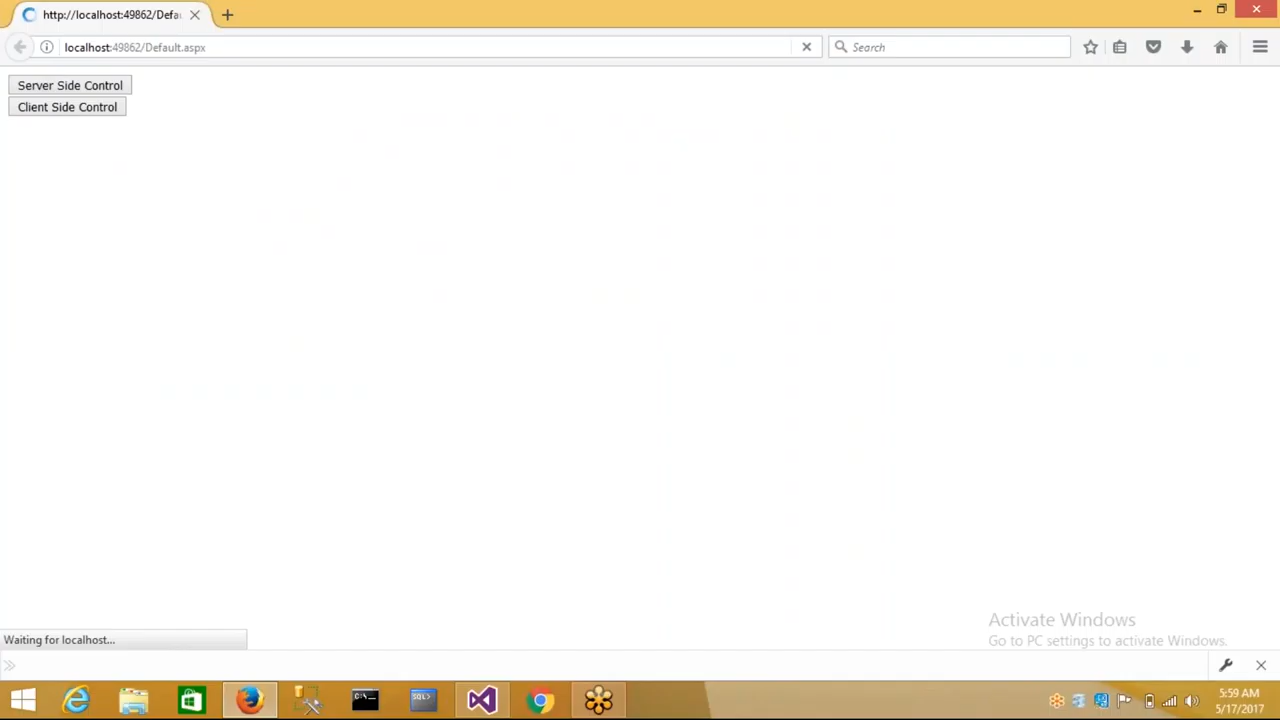 http://localhost:49862/Defa
localhost:49862/Default.aspx
Search
Server Side Control
Client Side Control
Activate Windows
Go to PC settings to activate Windows.
Waiting for localhost...
C:\
SQL>
5:59 AM
5/17/2017